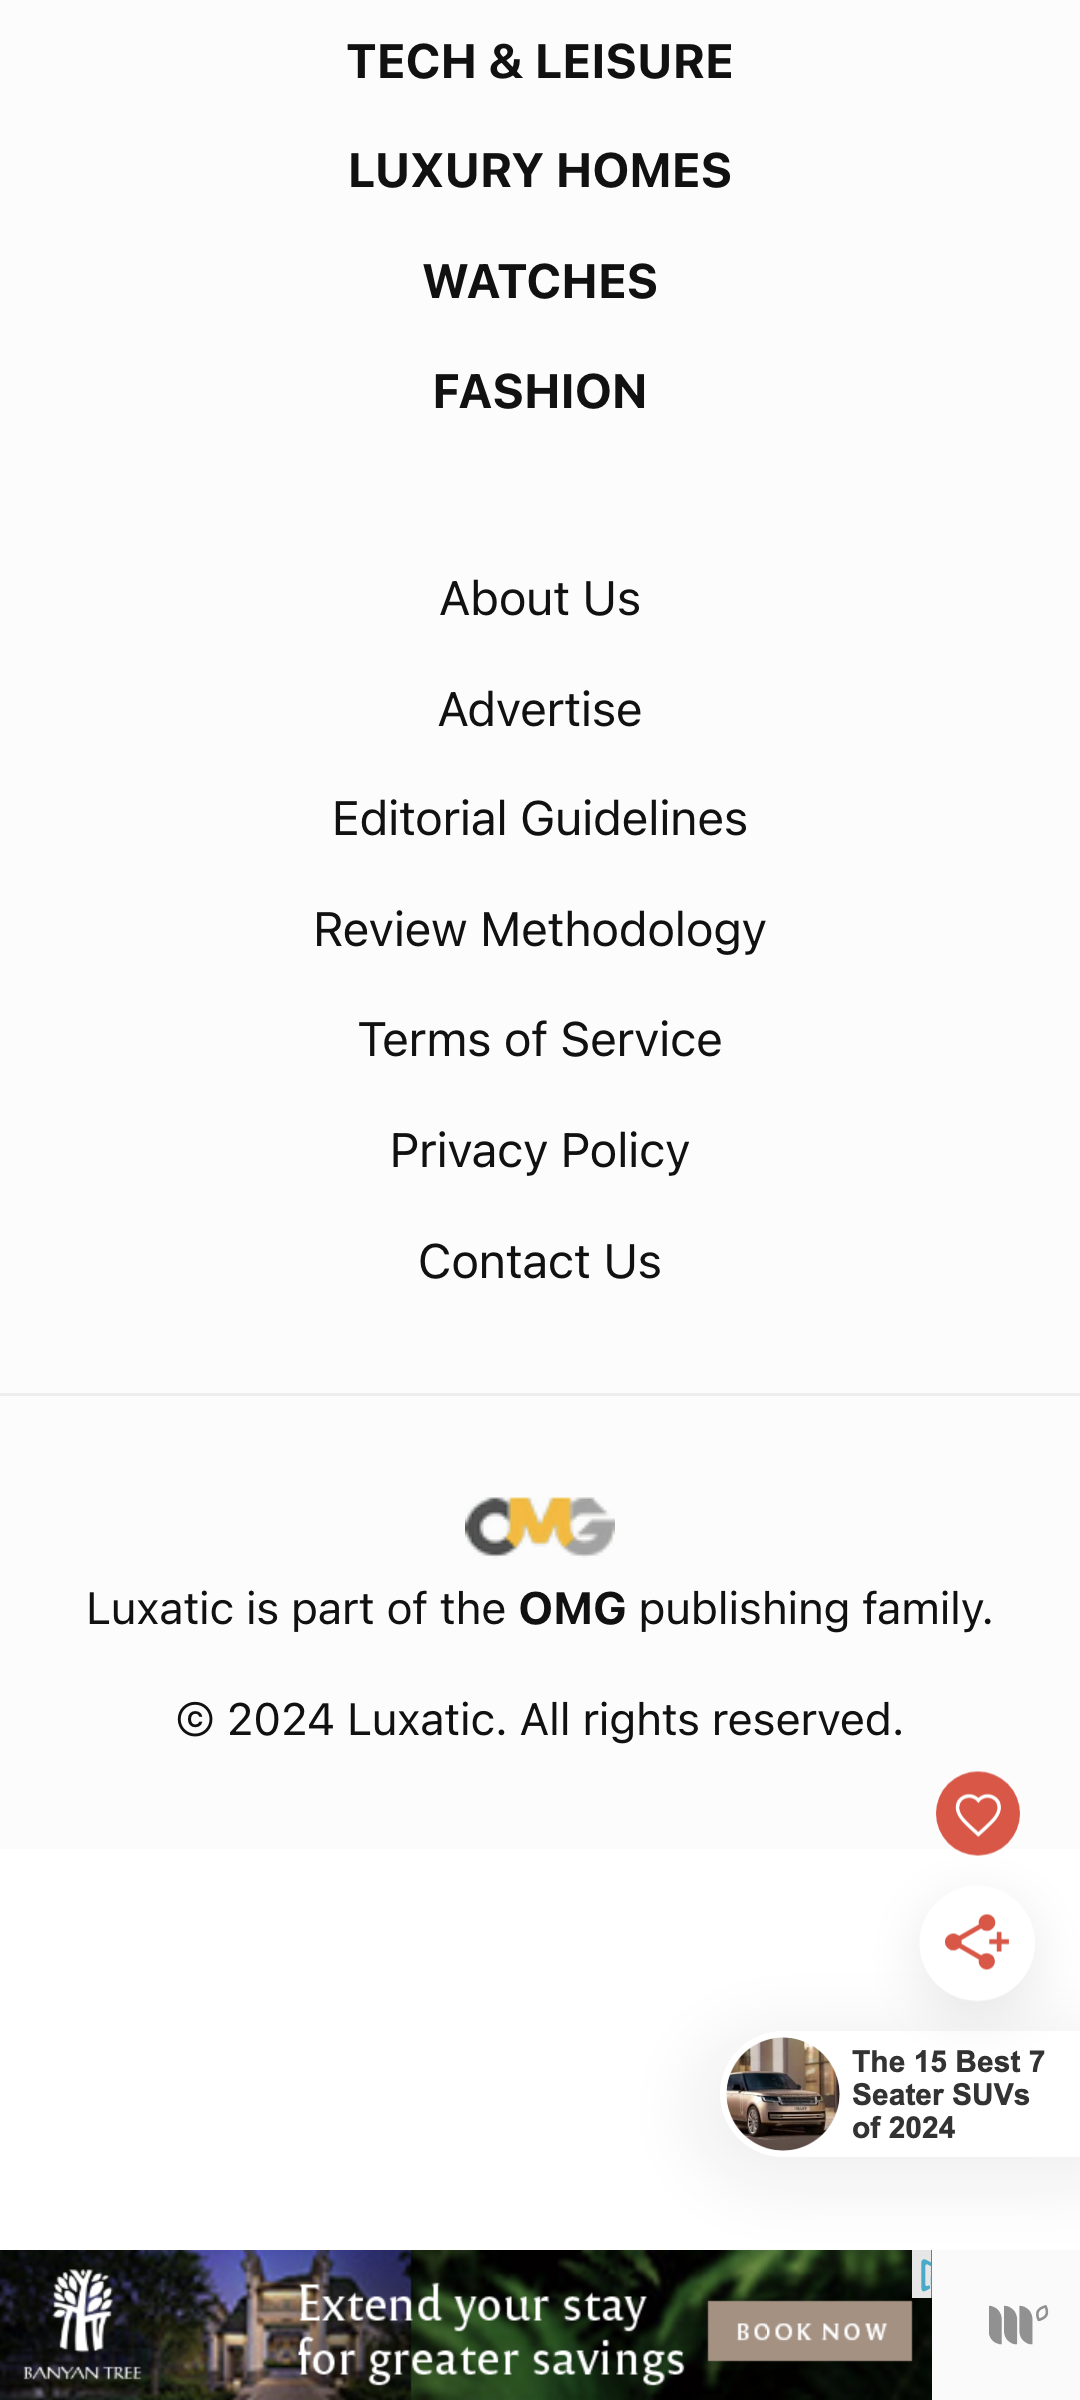 TECH & LEISURE
LUXURY HOMES
WATCHES
FASHION
About Us
Advertise
Editorial Guidelines
Review Methodology
Terms of Service
Privacy Policy
Contact Us
OMG
Luxatic is part of the OMG publishing family.
© 2024 Luxatic. All rights reserved.
The 15 Best 7
Seater SUVs
of 2024
Extend your stay
for greater savings
BOOK NOW
BANYAN TREE